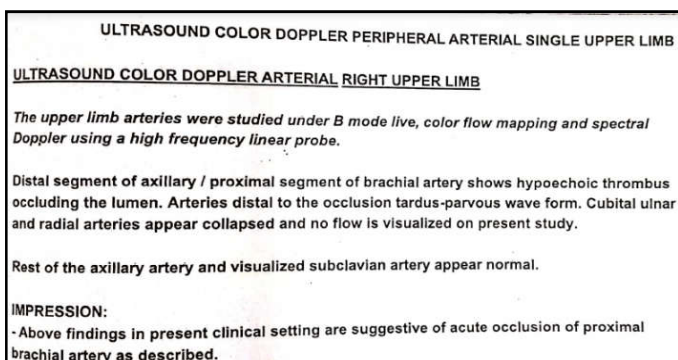 ULTRASOUND COLOR DOPPLER PERIPHERAL ARTERIAL SINGLE UPPER LIMB
ULTRASOUND COLOR DOPPLER ARTERIAL RIGHT UPPER LIMB
The upper limb arteries were studied under B mode live, color flow mapping and spectral
Doppler using a high frequency linear probe.
Distal segment of axillary / proximal segment of brachial artery shows hypoechoic thrombus
occluding the lumen. Arteries distal to the occlusion tardus-parvous wave form. Cubital ulnar
and radial arteries appear collapsed and no flow is visualized on present study.
Rest of the axillary artery and visualized subclavian artery appear normal.
IMPRESSION:
- Above findings in present clinical setting are suggestive of acute occlusion of proximal
brachial artery as described.